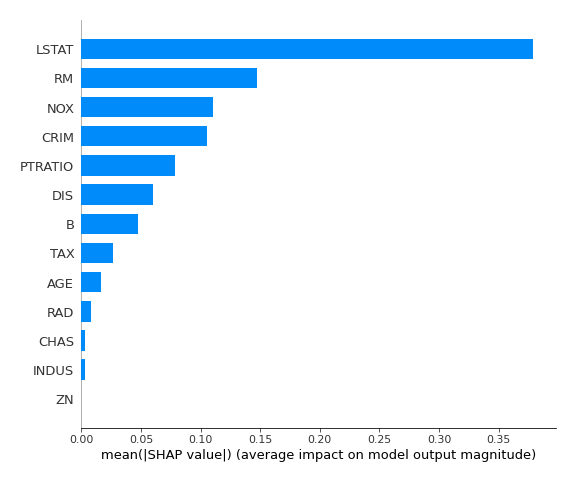 LSTAT
RM
NOX
CRIM
PTRATIO
DIS
B
TAX
AGE
RAD
CHAS
INDUS
ZN
0.00 0.05 0.10 0.15 0.20 0.25 0.30 0.35
mean(|SHAP value|) (average impact on model output magnitude)